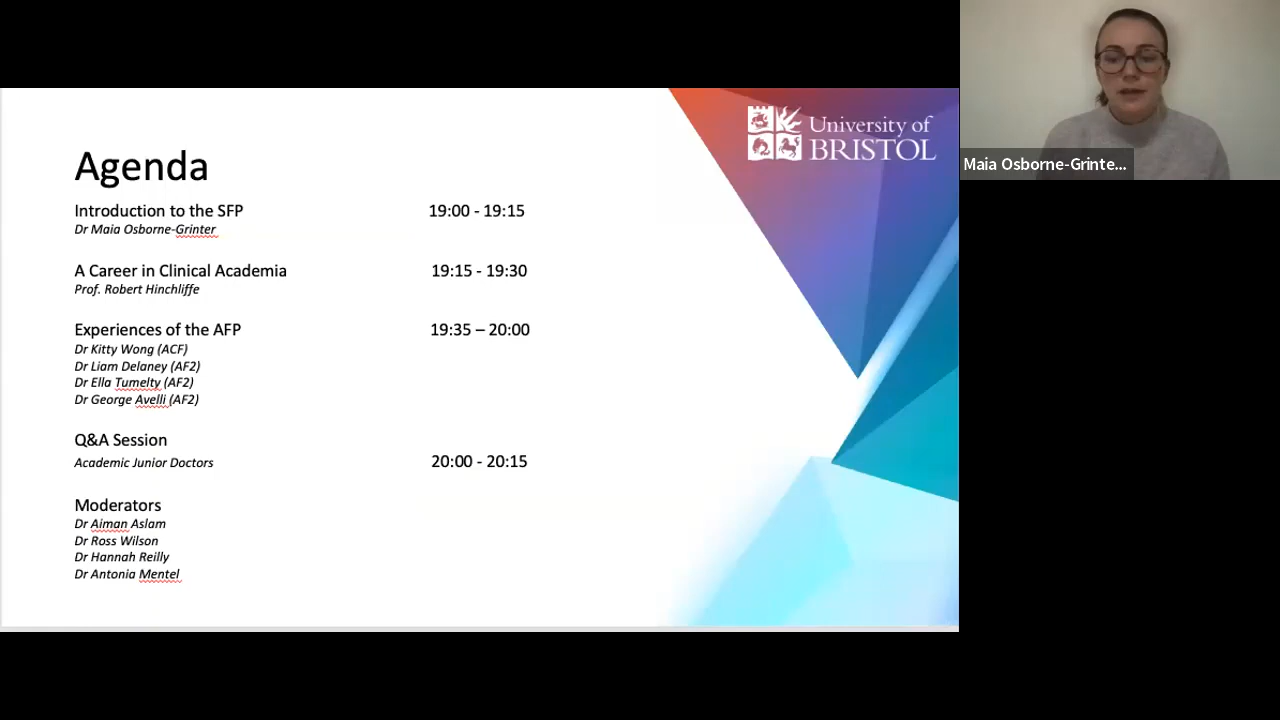 Agenda
Introduction to the SFP 19:00 - 19:15
Dr Maia Osborne-Grinter
A Career in Clinical Academia 19:15 - 19:30
Prof. Robert Hinchliffe
Experiences of the AFP 19:35 – 20:00
Dr Kitty Wong (ACF)
Dr Liam Delaney (AF2)
Dr Ella Tumelty (AF2)
Dr George Avelli (AF2)
Q&A Session
Academic Junior Doctors 20:00 - 20:15
Moderators
Dr Aiman Aslam
Dr Ross Wilson
Dr Hannah Reilly
Dr Antonia Mentel
University of
BRISTOL
Maia Osborne-Grinte...